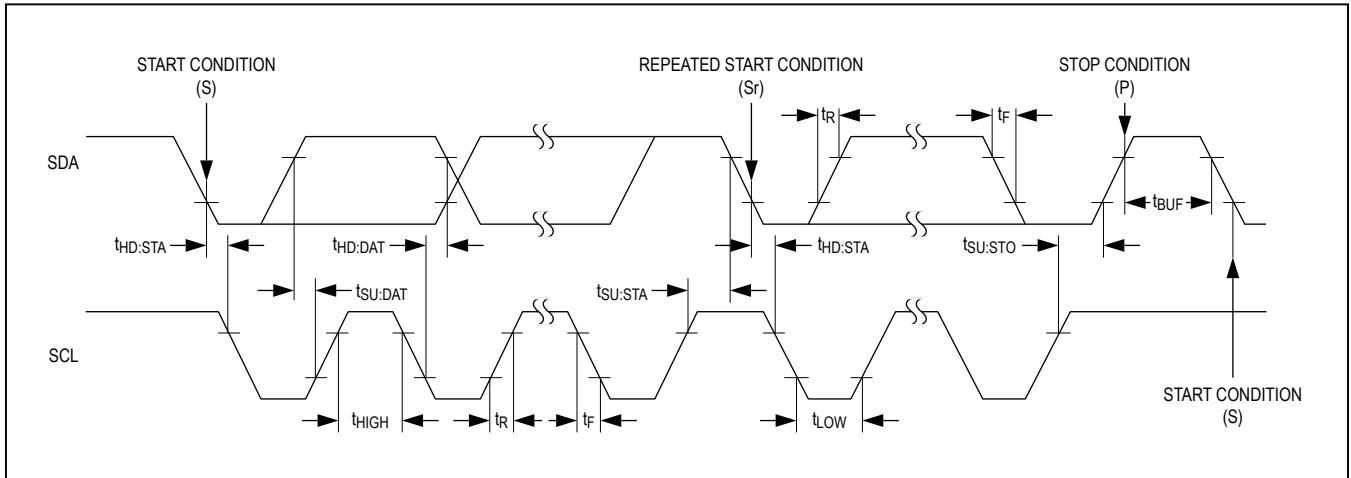 START CONDITION
(S)
REPEATED START CONDITION
(Sr)
STOP CONDITION
(P)
tR
tF
SDA
tBUF
tHD:STA
tHD:DAT
tHD:STA
tSU:STO
tSU:DAT
tSU:STA
SCL
tHIGH
tR
tF
tLOW
START CONDITION
(S)